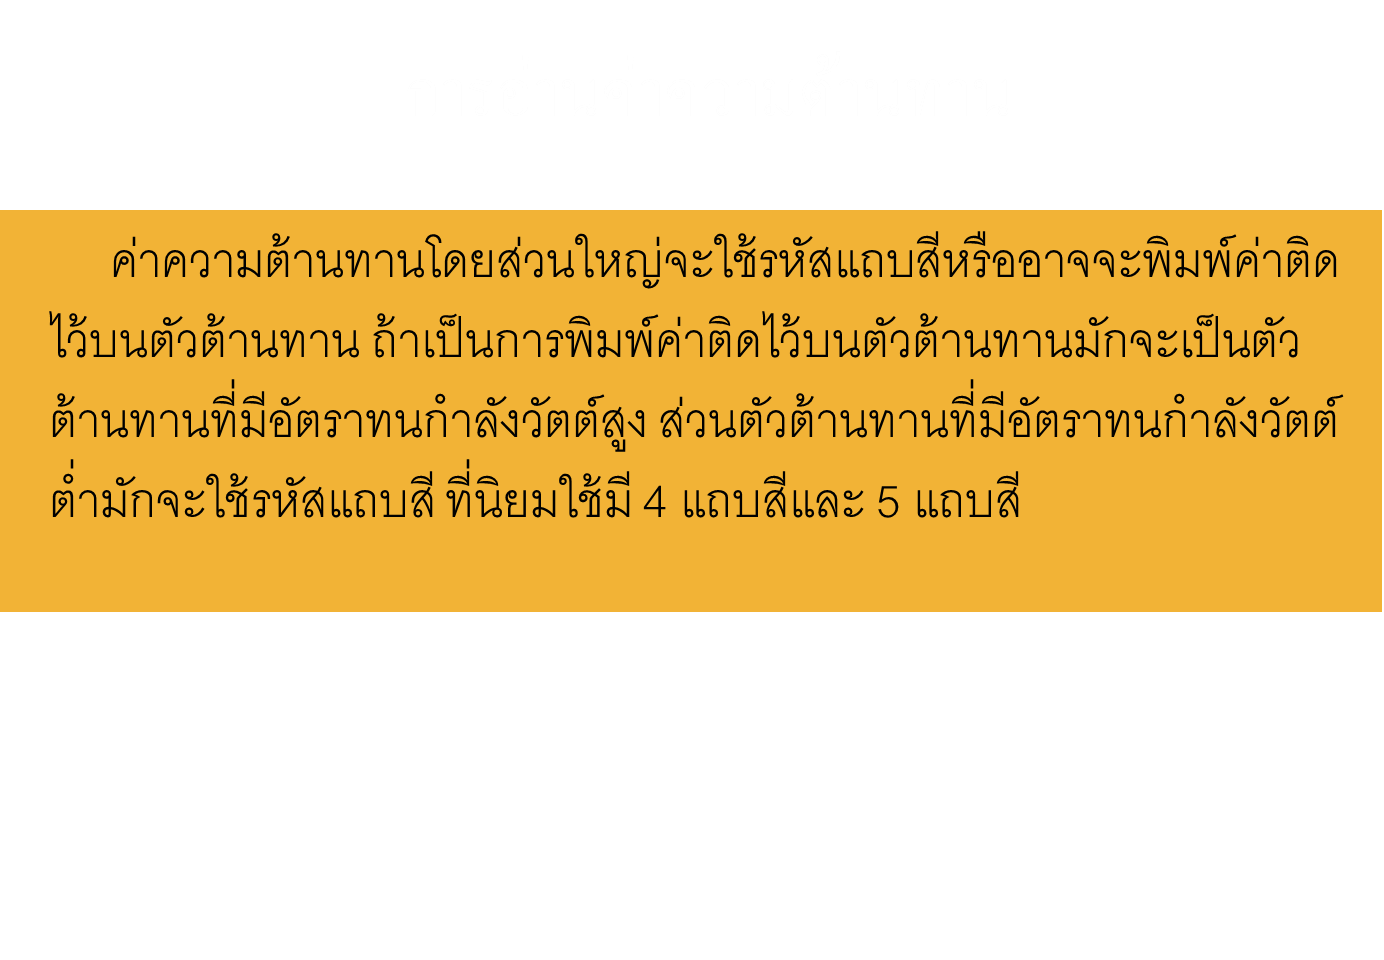 ค่าความต้านทานโดยส่วนใหญ่จะใช้รหัสแถบสีหรืออาจจะพิมพ์ค่าติด
ไว้บนตัวต้านทาน ถ้าเป็นการพิมพ์ค่าติดไว้บนตัวต้านทานมักจะเป็นตัว
ต้านทานที่มีอัตราทนกำลังวัตต์สูง ส่วนตัวต้านทานที่มีอัตราทนกำลังวัตต์
ต่ำมักจะใช้รหัสแถบสี ที่นิยมใช้มี 4 แถบสีและ 5 แถบสี